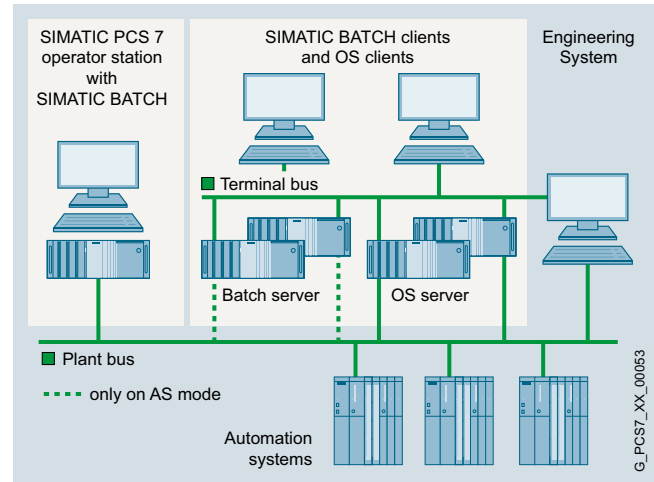 SIMATIC PCS 7
operator station
with
SIMATIC BATCH
SIMATIC BATCH clients
and OS clients
Engineering
System
Terminal bus
Batch server
OS server
Plant bus
only on AS mode
Automation
systems
G_PCS7_XX_00053